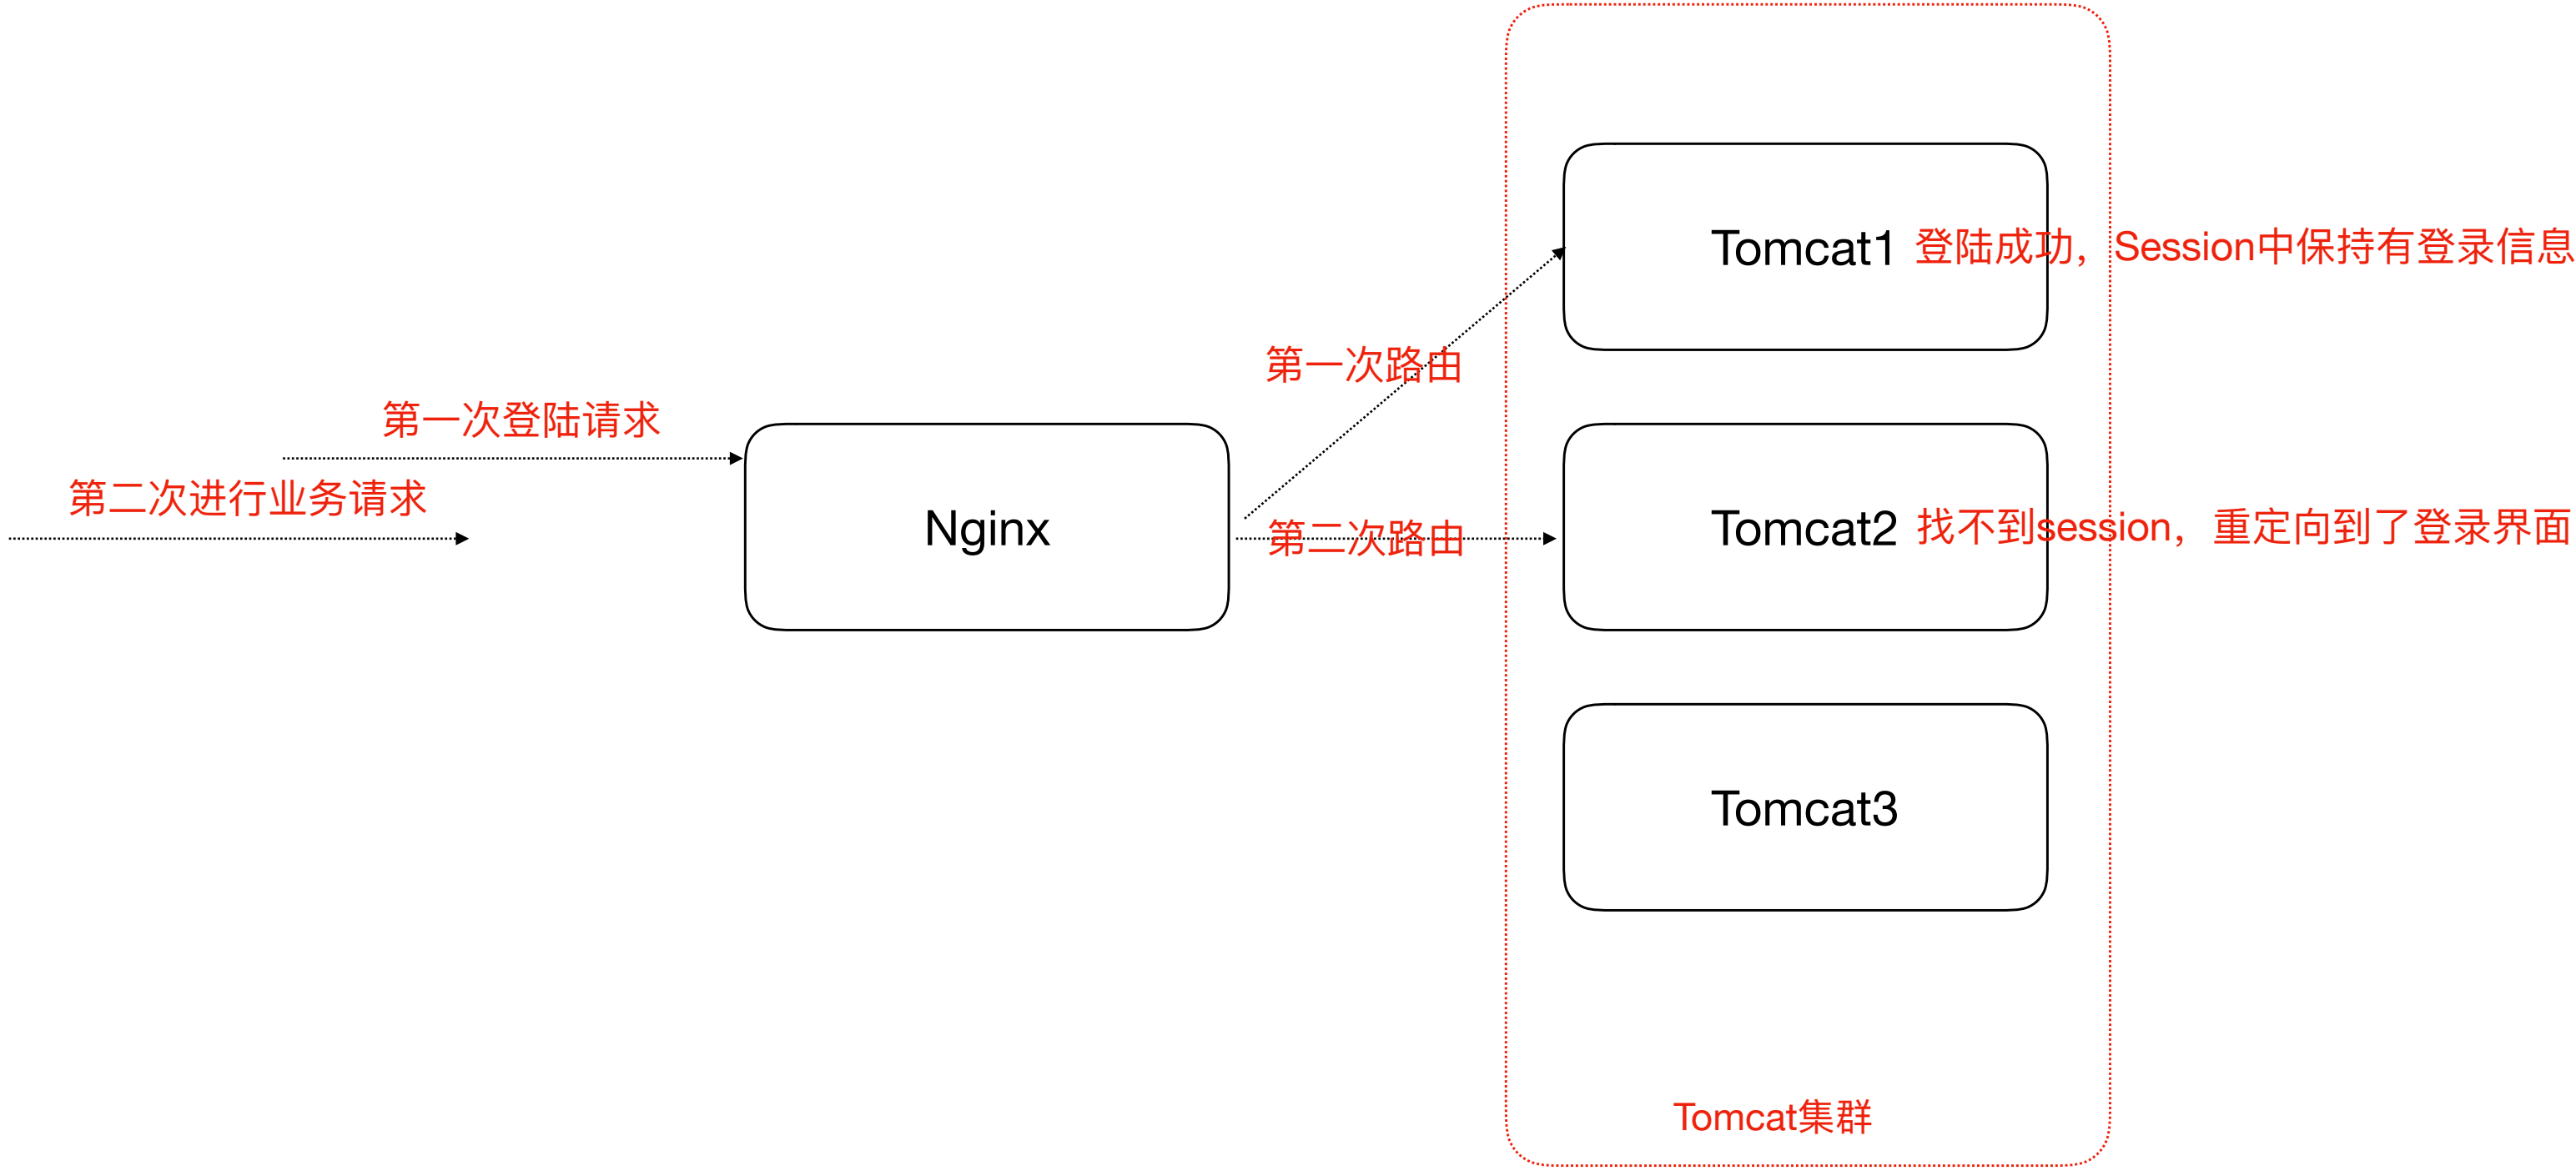 第一次登陆请求
第二次进行业务请求
Nginx
第一次路由
第二次路由
Tomcat1
登陆成功，Session中保持有登录信息
Tomcat2
找不到session，重定向到了登录界面
Tomcat3
Tomcat集群